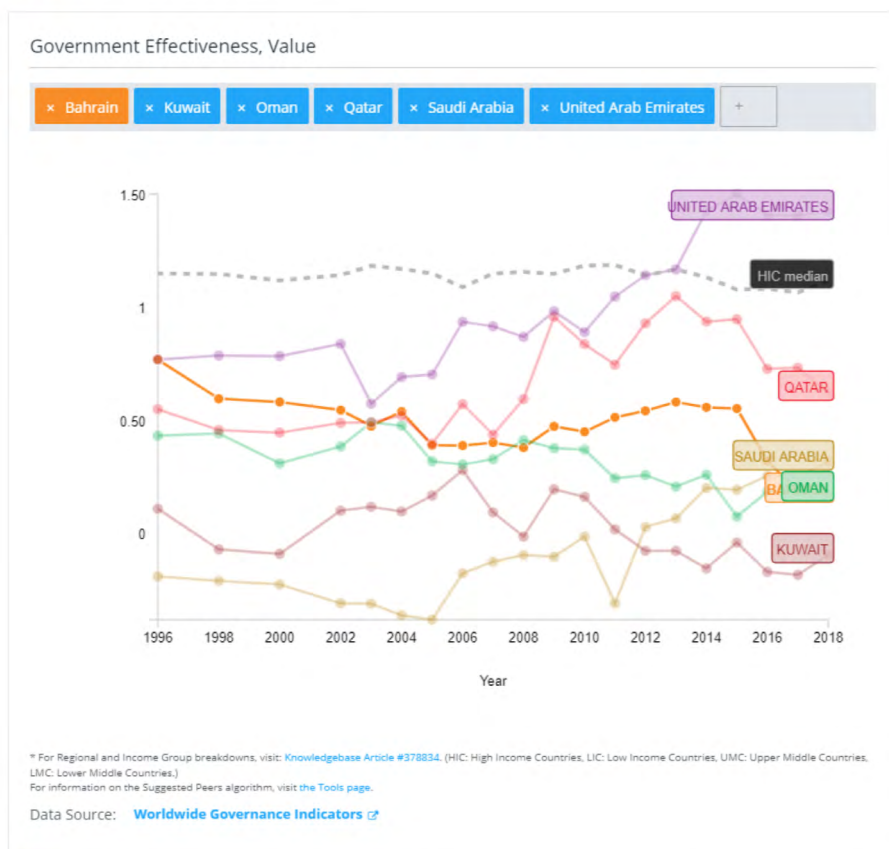 Government Effectiveness, Value
× Bahrain × Kuwait × Oman × Qatar × Saudi Arabia × United Arab Emirates +
1.50
UNITED ARAB EMIRATES
HIC median
1
QATAR
0.50
SAUDI ARABIA
BA OMAN
0
KUWAIT
1996 1998 2000 2002 2004 2006 2008 2010 2012 2014 2016 2018
Year
* For Regional and Income Group breakdowns, visit: Knowledgebase Article #378834. (HIC: High Income Countries, LIC: Low Income Countries, UMC: Upper Middle Countries,
LMC: Lower Middle Countries.)
For information on the Suggested Peers algorithm, visit the Tools page.
Data Source: Worldwide Governance Indicators